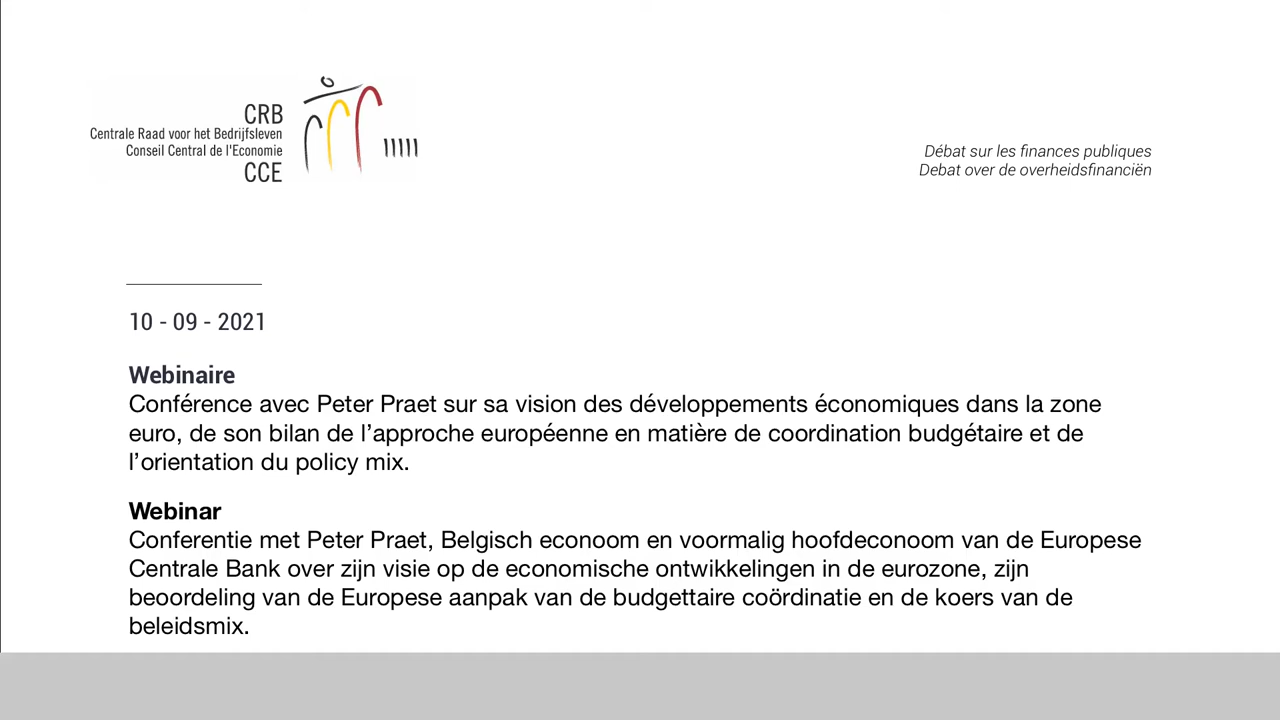 CRB
Centrale Raad voor het Bedrijfsleven
Conseil Central de l'Economie
CCE
Débat sur les finances publiques
Debat over de overheidsfinanciën
10 - 09 - 2021
Webinaire
Conférence avec Peter Praet sur sa vision des développements économiques dans la zone
euro, de son bilan de l’approche européenne en matière de coordination budgétaire et de
l’orientation du policy mix.
Webinar
Conferentie met Peter Praet, Belgisch econoom en voormalig hoofdeconoom van de Europese
Centrale Bank over zijn visie op de economische ontwikkelingen in de eurozone, zijn
beoordeling van de Europese aanpak van de budgettaire coördinatie en de koers van de
beleidsmix.